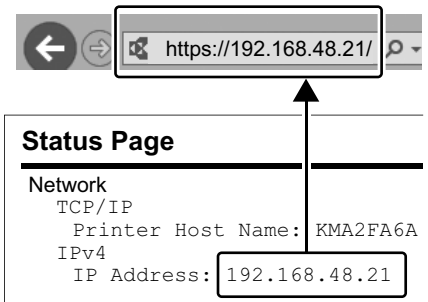 https://192.168.48.21/
Status Page
Network
TCP/IP
Printer Host Name: KMA2FA6A
IPv4
IP Address: 192.168.48.21